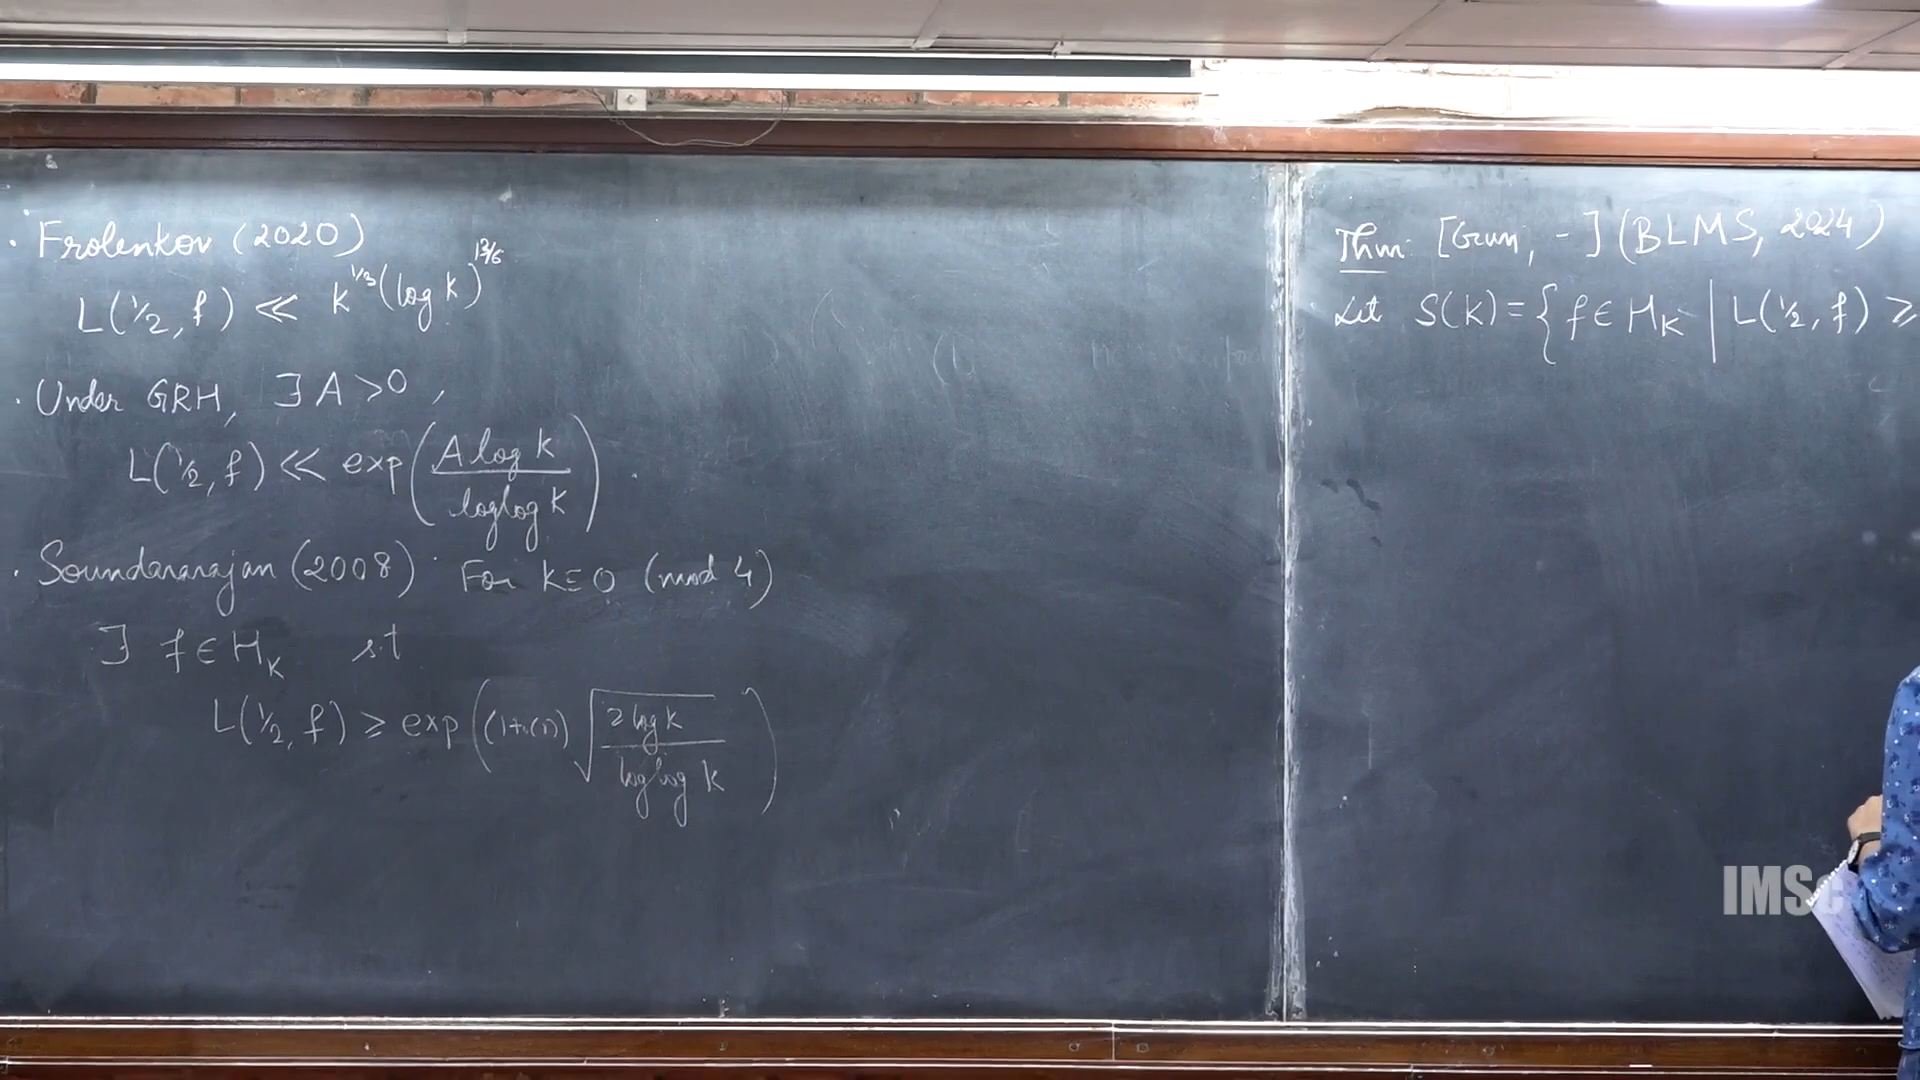 · Frolenkov (2020)
L(1/2, f) ≪ k^{1/3}(log k)^{13/6}
· Under GRH, ∃ A > 0,
L(1/2, f) ≪ exp(A log k / loglog k).
· Soundararajan (2008) · For k ≡ 0 (mod 4)
∃ f ∈ H_k s.t
L(1/2, f) ⩾ exp((1+o(1)) √(2 log k / loglog k))
Thm: [Gun, -] (BLMS, 2024)
Let S(k) = { f ∈ H_k | L(1/2, f) ⩾
IMSc